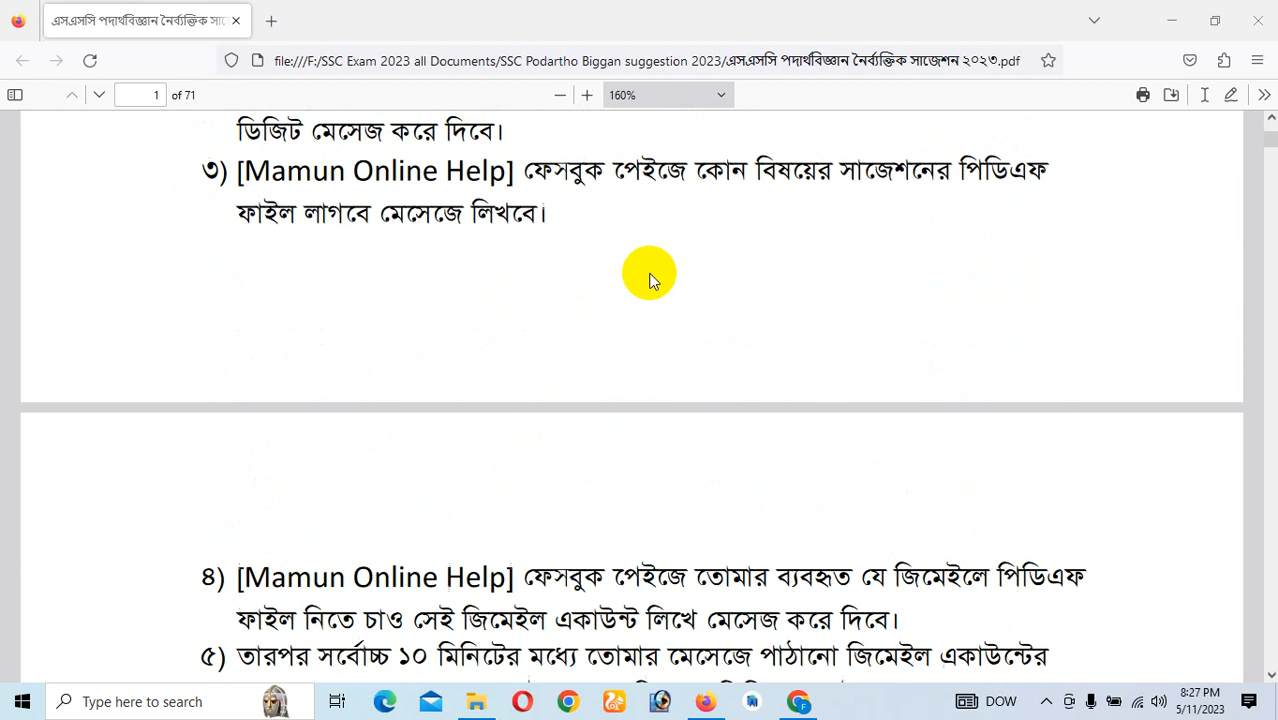 এসএসসি পদার্থবিজ্ঞান নৈর্ব্যক্তিক সাজে
file:///F:/SSC Exam 2023 all Documents/SSC Podartho Biggan suggestion 2023/এসএসসি পদার্থবিজ্ঞান নৈর্ব্যক্তিক সাজেশন ২০২৩.pdf
1 of 71
160%
ডিজিট মেসেজ করে দিবে।
৩) [Mamun Online Help] ফেসবুক পেইজে কোন বিষয়ের সাজেশনের পিডিএফ
ফাইল লাগবে মেসেজে লিখবে।
৪) [Mamun Online Help] ফেসবুক পেইজে তোমার ব্যবহৃত যে জিমেইলে পিডিএফ
ফাইল নিতে চাও সেই জিমেইল একাউন্ট লিখে মেসেজ করে দিবে।
৫) তারপর সর্বোচ্চ ১০ মিনিটের মধ্যে তোমার মেসেজে পাঠানো জিমেইল একাউন্টের
Type here to search
DOW
8:27 PM
5/11/2023